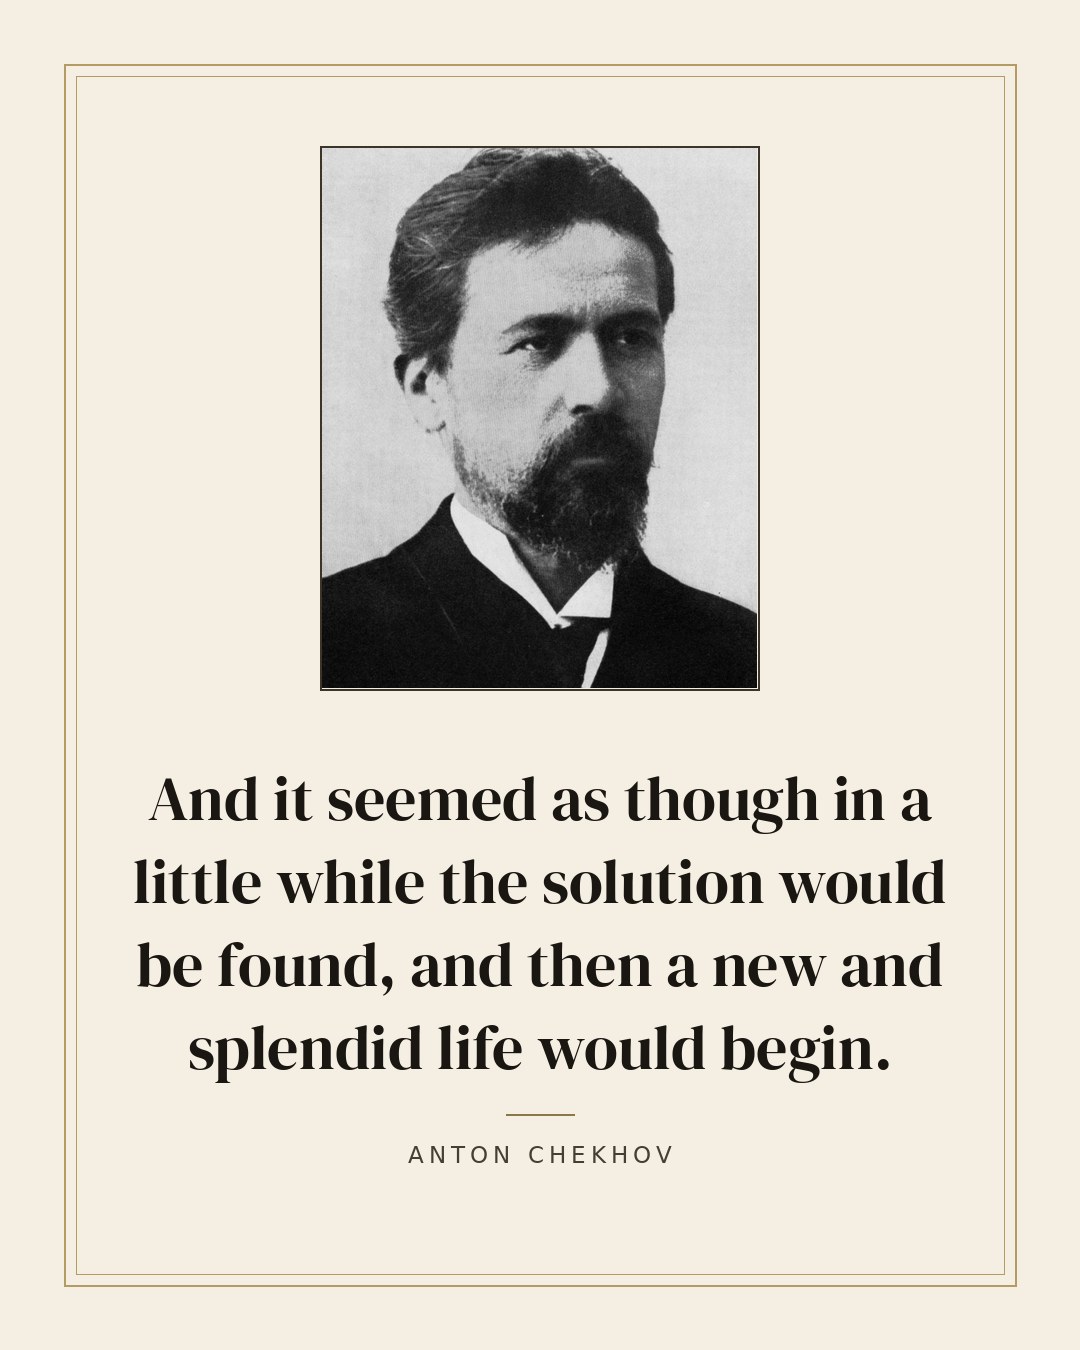 And it seemed as though in a
little while the solution would
be found, and then a new and
splendid life would begin.
ANTON CHEKHOV